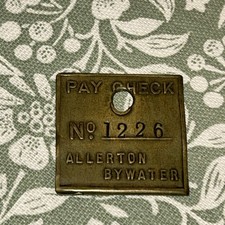 PAY CHECK
No 1226
ALLERTON
BYWATER